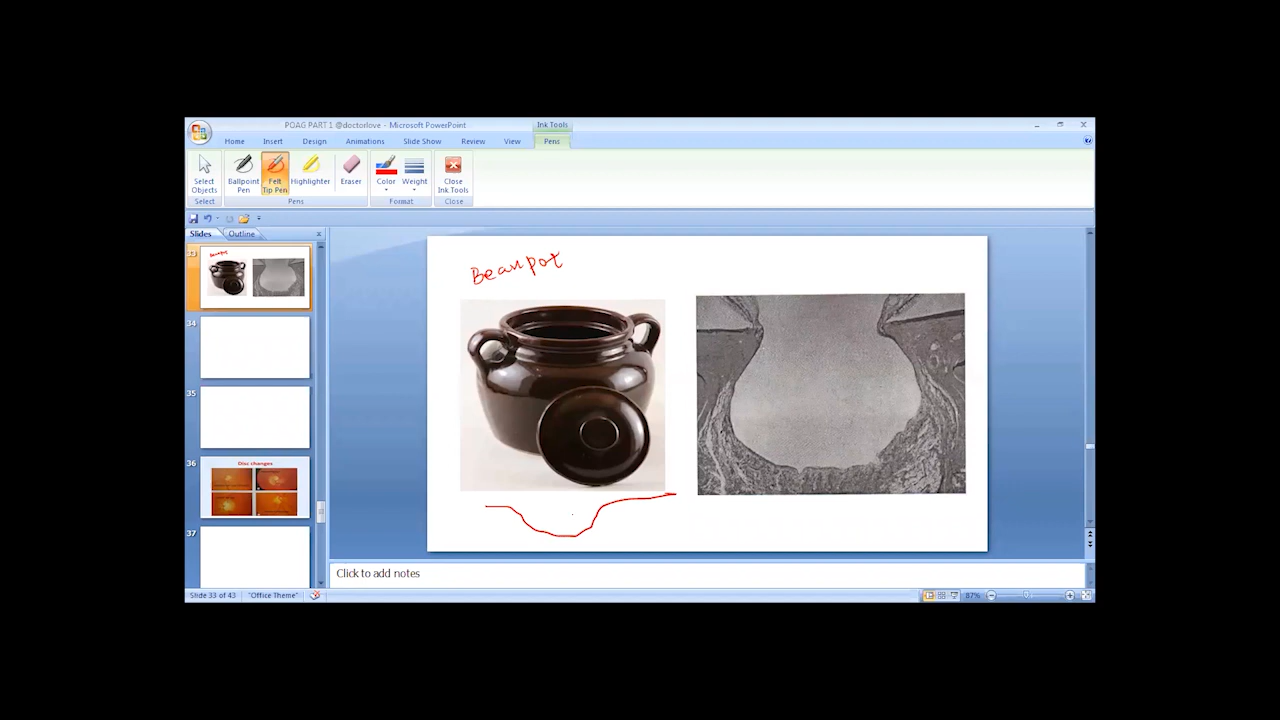 POAG PART 1 @doctorlove - Microsoft PowerPoint
Ink Tools
Home
Insert
Design
Animations
Slide Show
Review
View
Pens
Select Objects
Ballpoint Pen
Felt Tip Pen
Highlighter
Eraser
Color
Weight
Close Ink Tools
Select
Pens
Format
Close
Slides
Outline
33
34
35
36
Disc changes
37
Beanpot
Click to add notes
Slide 33 of 43
"Office Theme"
87%